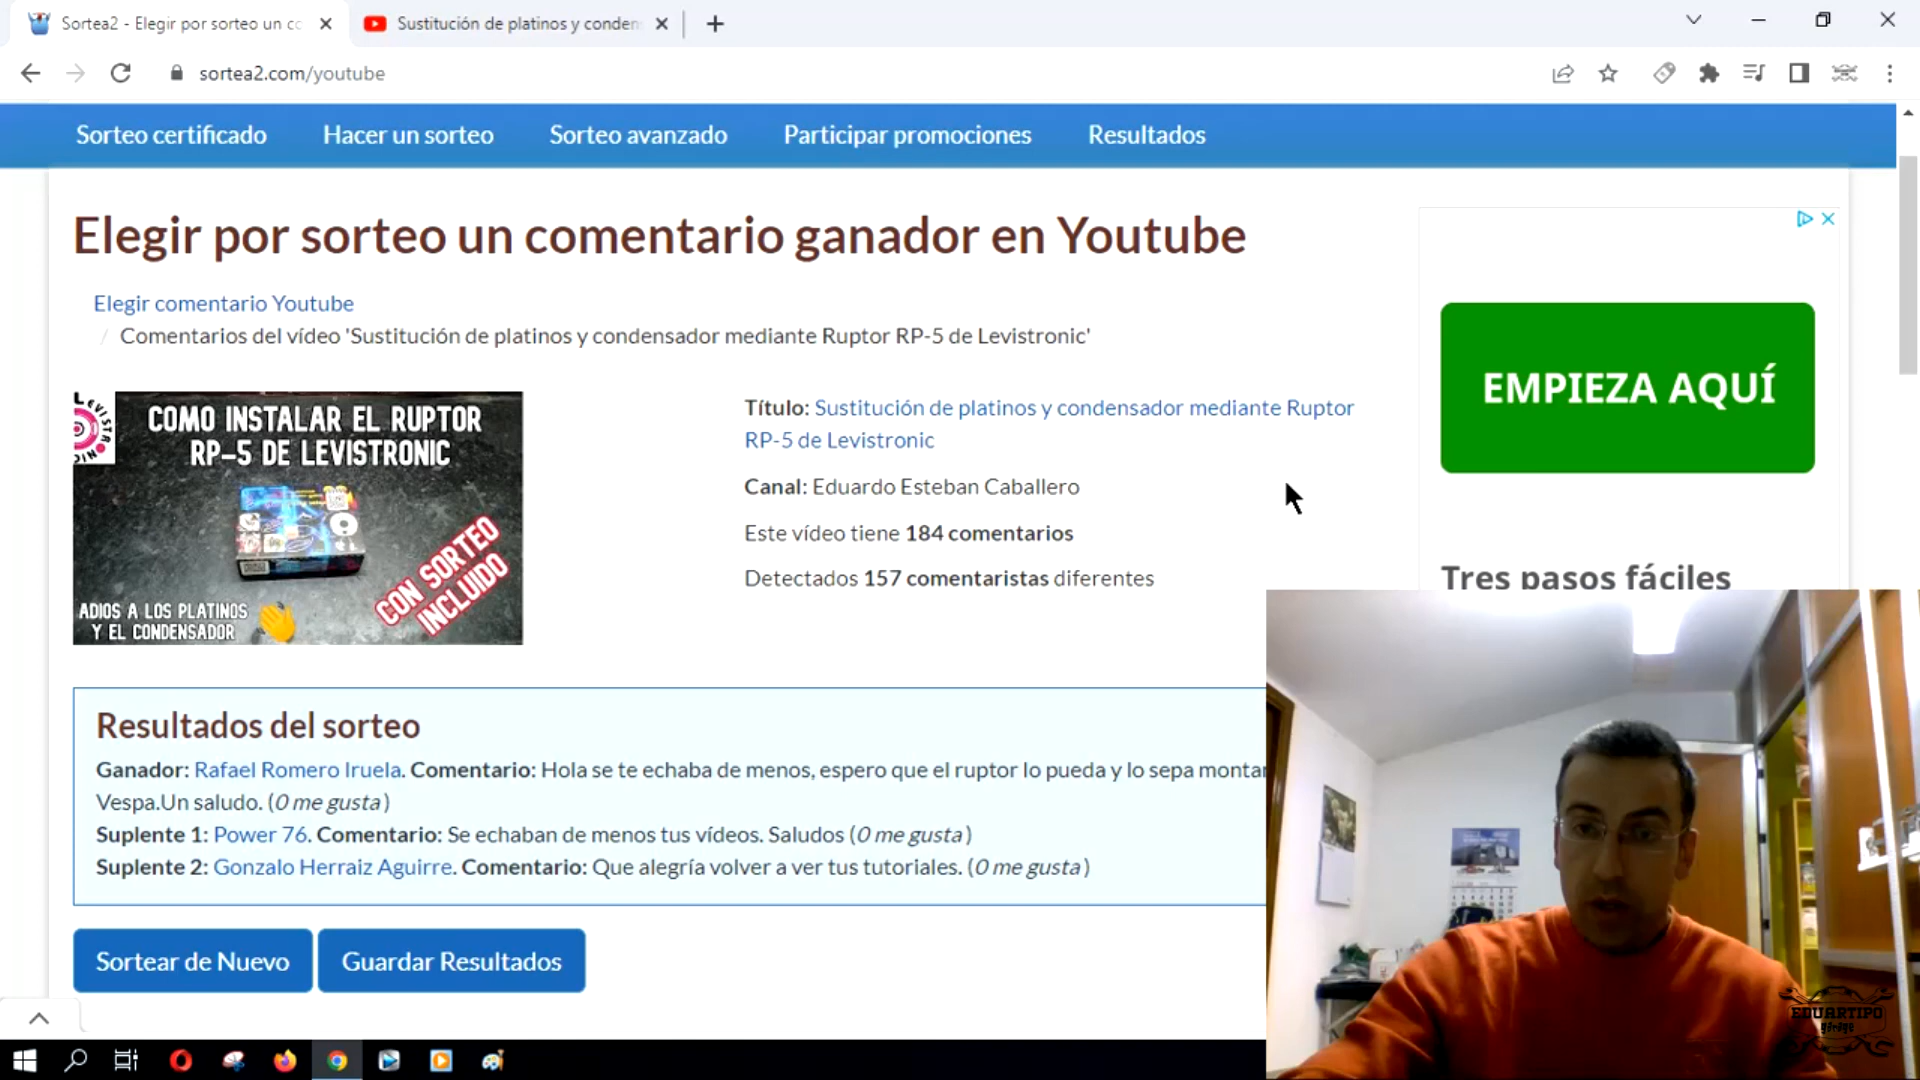 Sortea2 - Elegir por sorteo un co
Sustitución de platinos y conden
sortea2.com/youtube
Sorteo certificado
Hacer un sorteo
Sorteo avanzado
Participar promociones
Resultados
Elegir por sorteo un comentario ganador en Youtube
Elegir comentario Youtube
/ Comentarios del vídeo 'Sustitución de platinos y condensador mediante Ruptor RP-5 de Levistronic'
COMO INSTALAR EL RUPTOR
RP-5 DE LEVISTRONIC
CON SORTEO
INCLUIDO
ADIOS A LOS PLATINOS
Y EL CONDENSADOR
Título: Sustitución de platinos y condensador mediante Ruptor
RP-5 de Levistronic
Canal: Eduardo Esteban Caballero
Este vídeo tiene 184 comentarios
Detectados 157 comentaristas diferentes
EMPIEZA AQUÍ
Tres pasos fáciles
Resultados del sorteo
Ganador: Rafael Romero Iruela. Comentario: Hola se te echaba de menos, espero que el ruptor lo pueda y lo sepa montar
Vespa.Un saludo. (0 me gusta)
Suplente 1: Power 76. Comentario: Se echaban de menos tus vídeos. Saludos (0 me gusta)
Suplente 2: Gonzalo Herraiz Aguirre. Comentario: Que alegría volver a ver tus tutoriales. (0 me gusta)
Sortear de Nuevo
Guardar Resultados
EDUARTIPO
garage